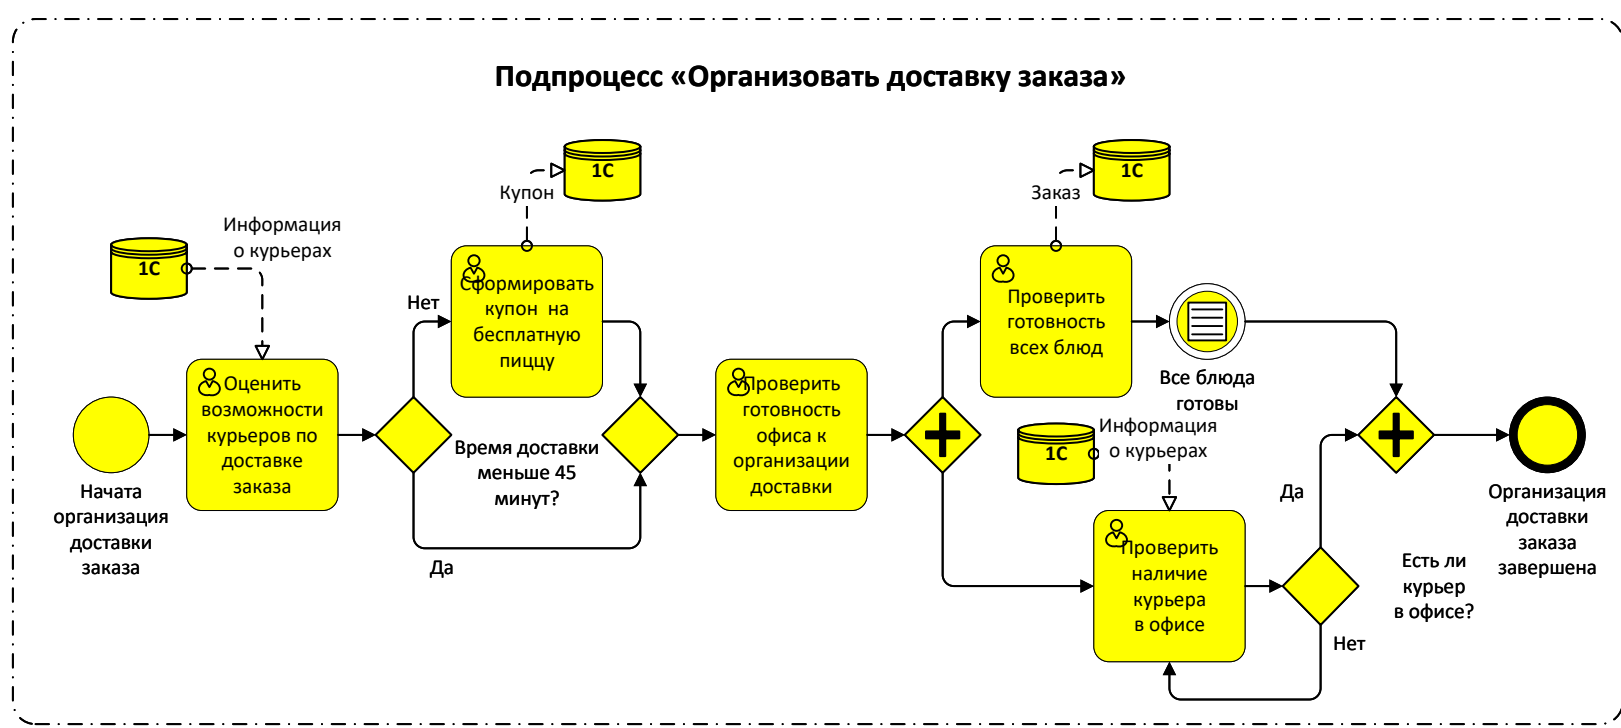 Подпроцесс «Организовать доставку заказа»
1С
Информация
о курьерах
Начата
организация
доставки
заказа
Оценить
возможности
курьеров по
доставке
заказа
Нет
Да
Время доставки
меньше 45
минут?
Купон
1С
Сформировать
купон на
бесплатную
пиццу
Проверить
готовность
офиса к
организации
доставки
Заказ
1С
Проверить
готовность
всех блюд
Все блюда
готовы
1С
Информация
о курьерах
Проверить
наличие
курьера
в офисе
Да
Нет
Есть ли
курьер
в офисе?
Организация
доставки
заказа
завершена